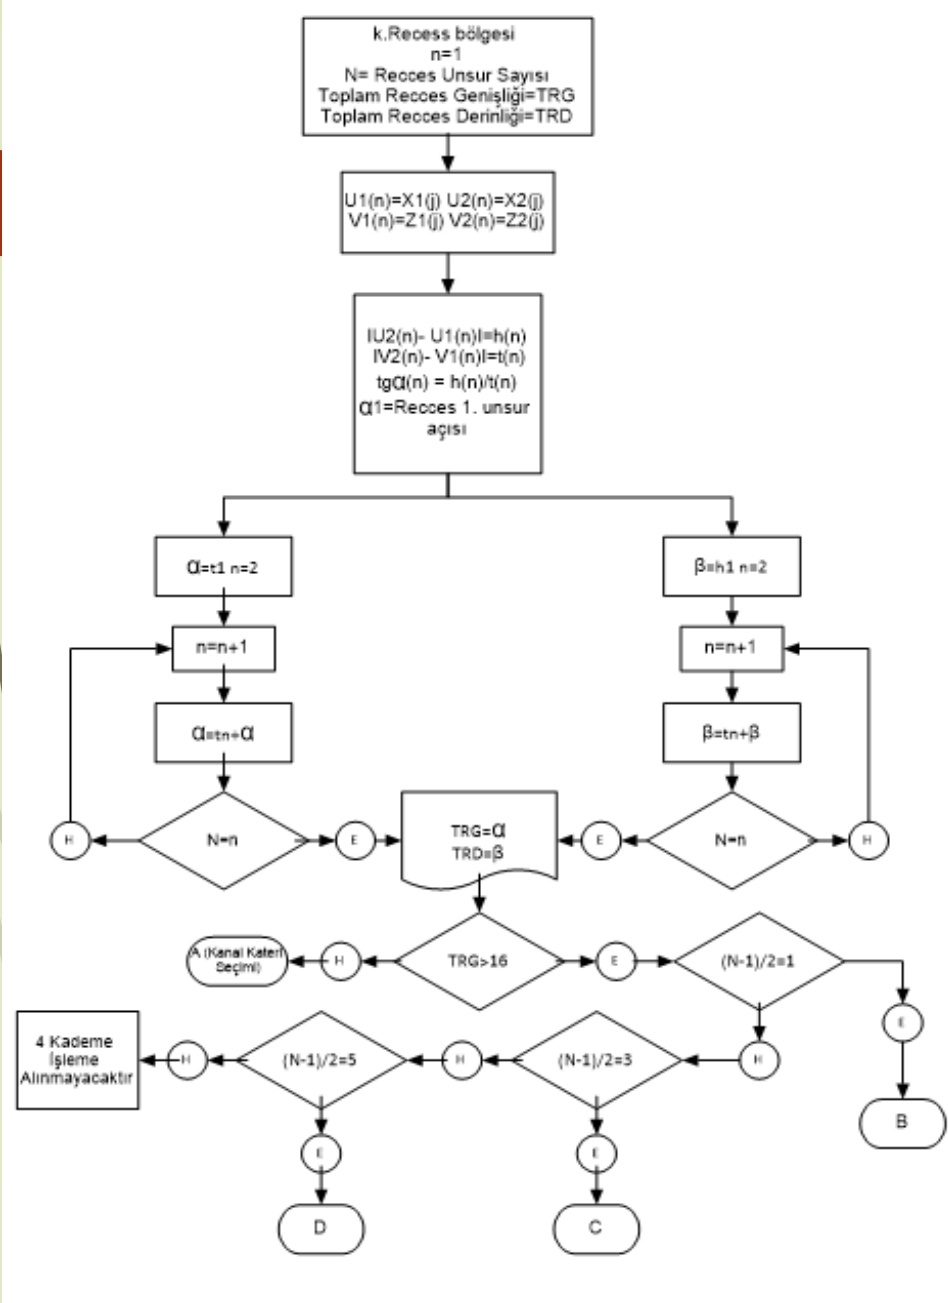 k.Recess bölgesi
n=1
N= Recces Unsur Sayısı
Toplam Recces Genişliği=TRG
Toplam Recces Derinliği=TRD
U1(n)=X1(j) U2(n)=X2(j)
V1(n)=Z1(j) V2(n)=Z2(j)
IU2(n)- U1(n)I=h(n)
IV2(n)- V1(n)I=t(n)
tgα(n) = h(n)/t(n)
α1=Recces 1. unsur
açısı
α=t1 n=2
β=h1 n=2
n=n+1
n=n+1
α=tn+α
β=tn+β
N=n
N=n
H
E
TRG=α
TRD=β
E
H
A (Kanal Kateri
Seçimi)
H
TRG>16
E
(N-1)/2=1
E
4 Kademe
İşleme
Alınmayacaktır
H
(N-1)/2=5
H
(N-1)/2=3
H
B
E
E
D
C